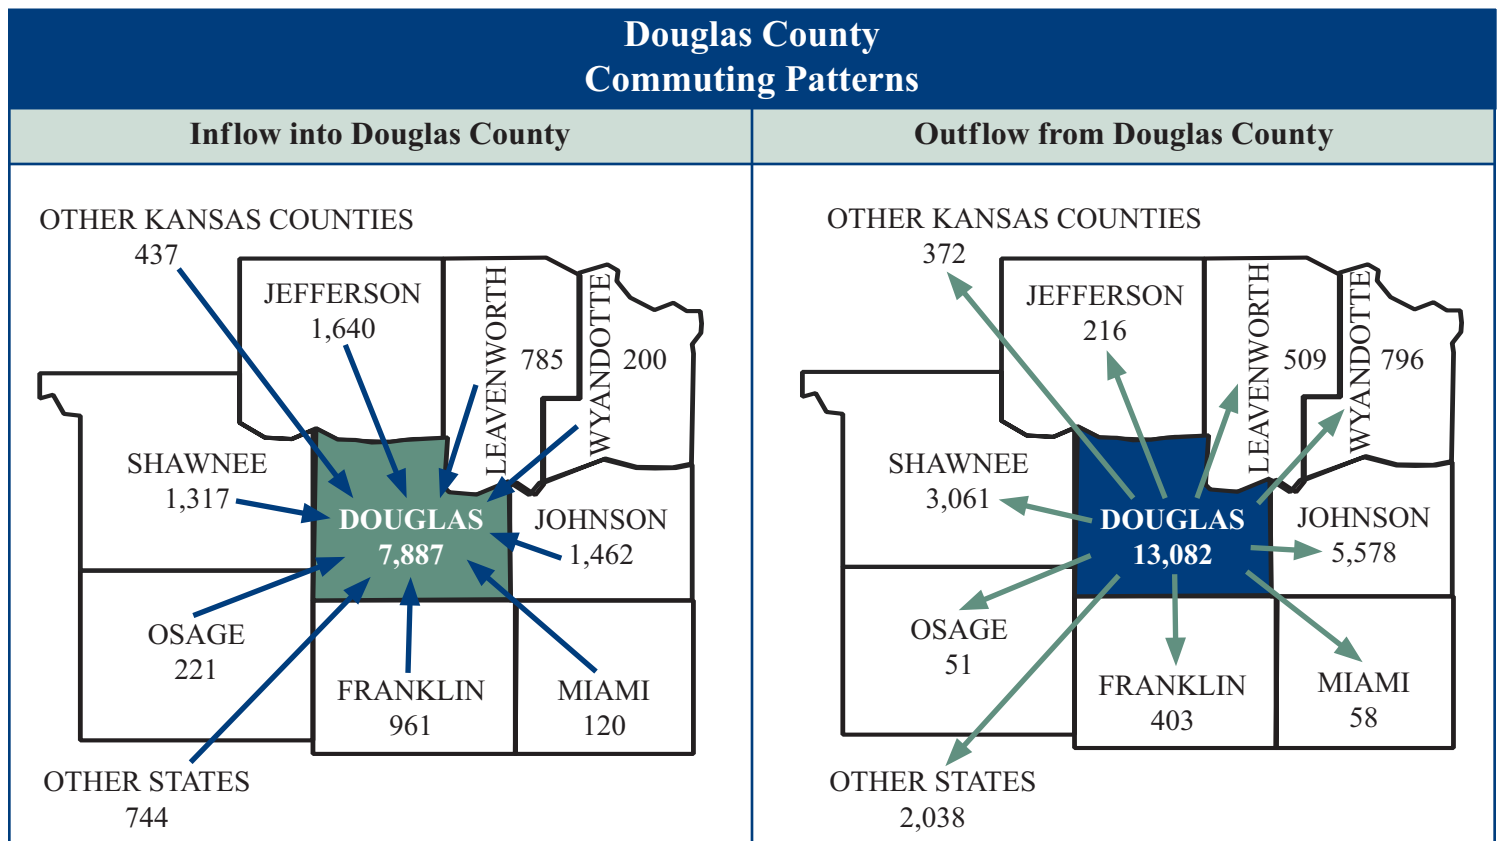 Douglas County
Commuting Patterns
Inflow into Douglas County
OTHER KANSAS COUNTIES
437
JEFFERSON
1,640
LEAVENWORTH
785
WYANDOTTE
200
SHAWNEE
1,317
DOUGLAS
7,887
JOHNSON
1,462
OSAGE
221
FRANKLIN
961
MIAMI
120
OTHER STATES
744
Outflow from Douglas County
OTHER KANSAS COUNTIES
372
JEFFERSON
216
LEAVENWORTH
509
WYANDOTTE
796
SHAWNEE
3,061
DOUGLAS
13,082
JOHNSON
5,578
OSAGE
51
FRANKLIN
403
MIAMI
58
OTHER STATES
2,038